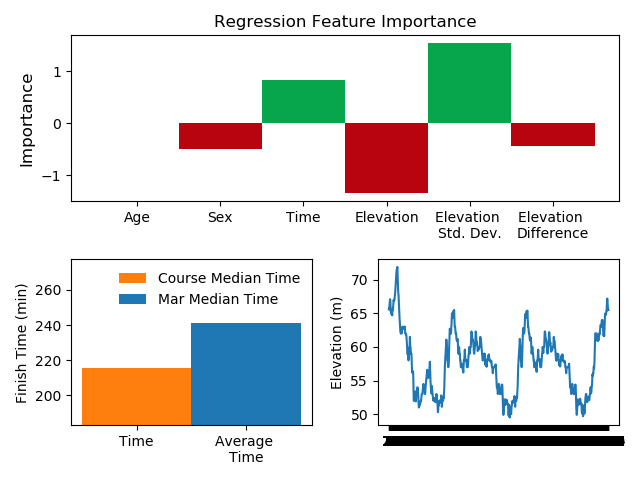 Regression Feature Importance
Importance
1
0
−1
Age
Sex
Time
Elevation
Elevation
Std. Dev.
Elevation
Difference
Finish Time (min)
260
240
220
200
Course Median Time
Mar Median Time
Time
Average
Time
Elevation (m)
70
65
60
55
50